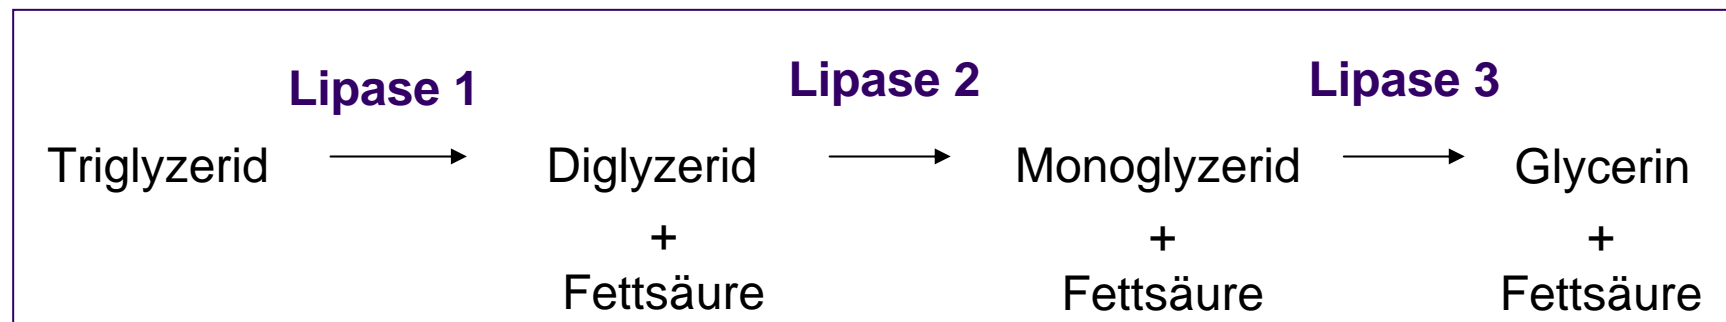 Lipase 1 Lipase 2 Lipase 3
Triglyzerid Diglyzerid Monoglyzerid Glycerin
+ + +
Fettsäure Fettsäure Fettsäure